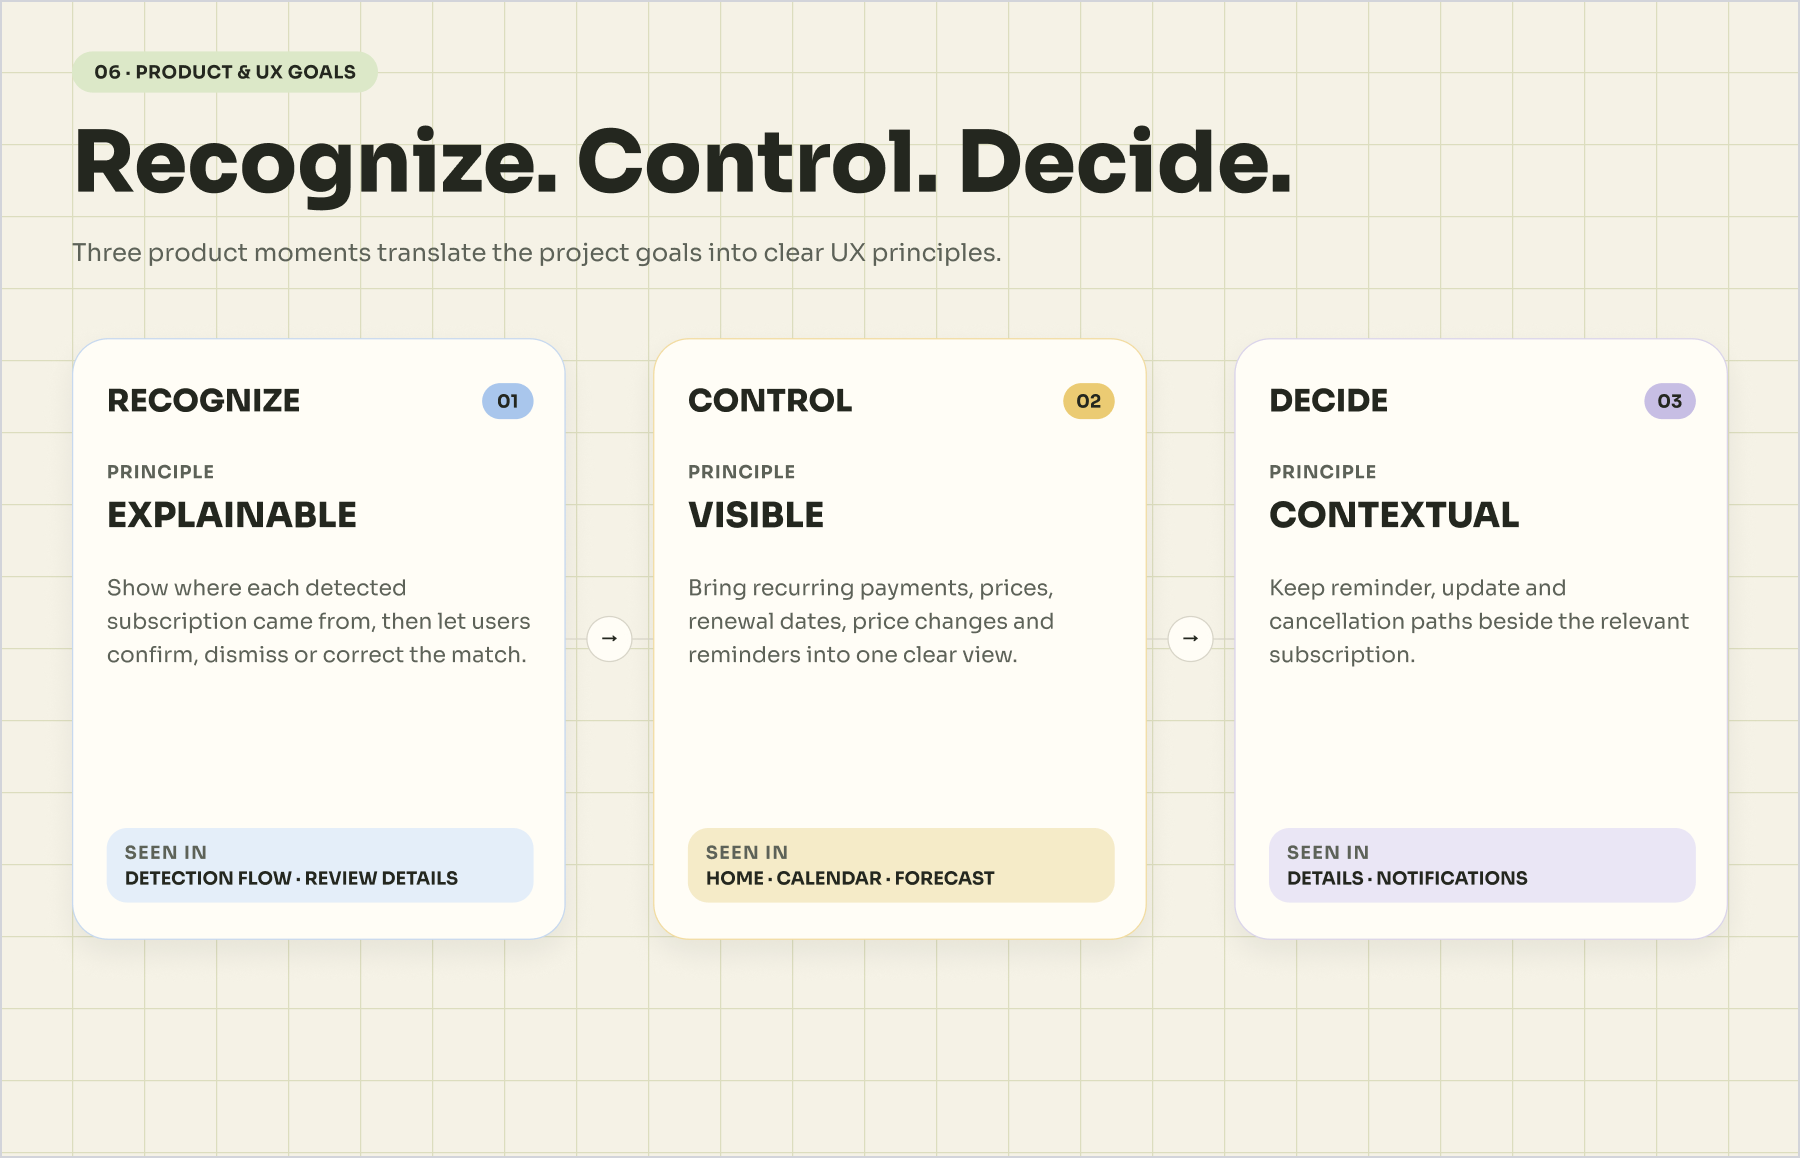 06 · PRODUCT & UX GOALS
Recognize. Control. Decide.
Three product moments translate the project goals into clear UX principles.
RECOGNIZE
01
PRINCIPLE
EXPLAINABLE
Show where each detected
subscription came from, then let users
confirm, dismiss or correct the match.
SEEN IN
DETECTION FLOW · REVIEW DETAILS
→
CONTROL
02
PRINCIPLE
VISIBLE
Bring recurring payments, prices,
renewal dates, price changes and
reminders into one clear view.
SEEN IN
HOME · CALENDAR · FORECAST
→
DECIDE
03
PRINCIPLE
CONTEXTUAL
Keep reminder, update and
cancellation paths beside the relevant
subscription.
SEEN IN
DETAILS · NOTIFICATIONS